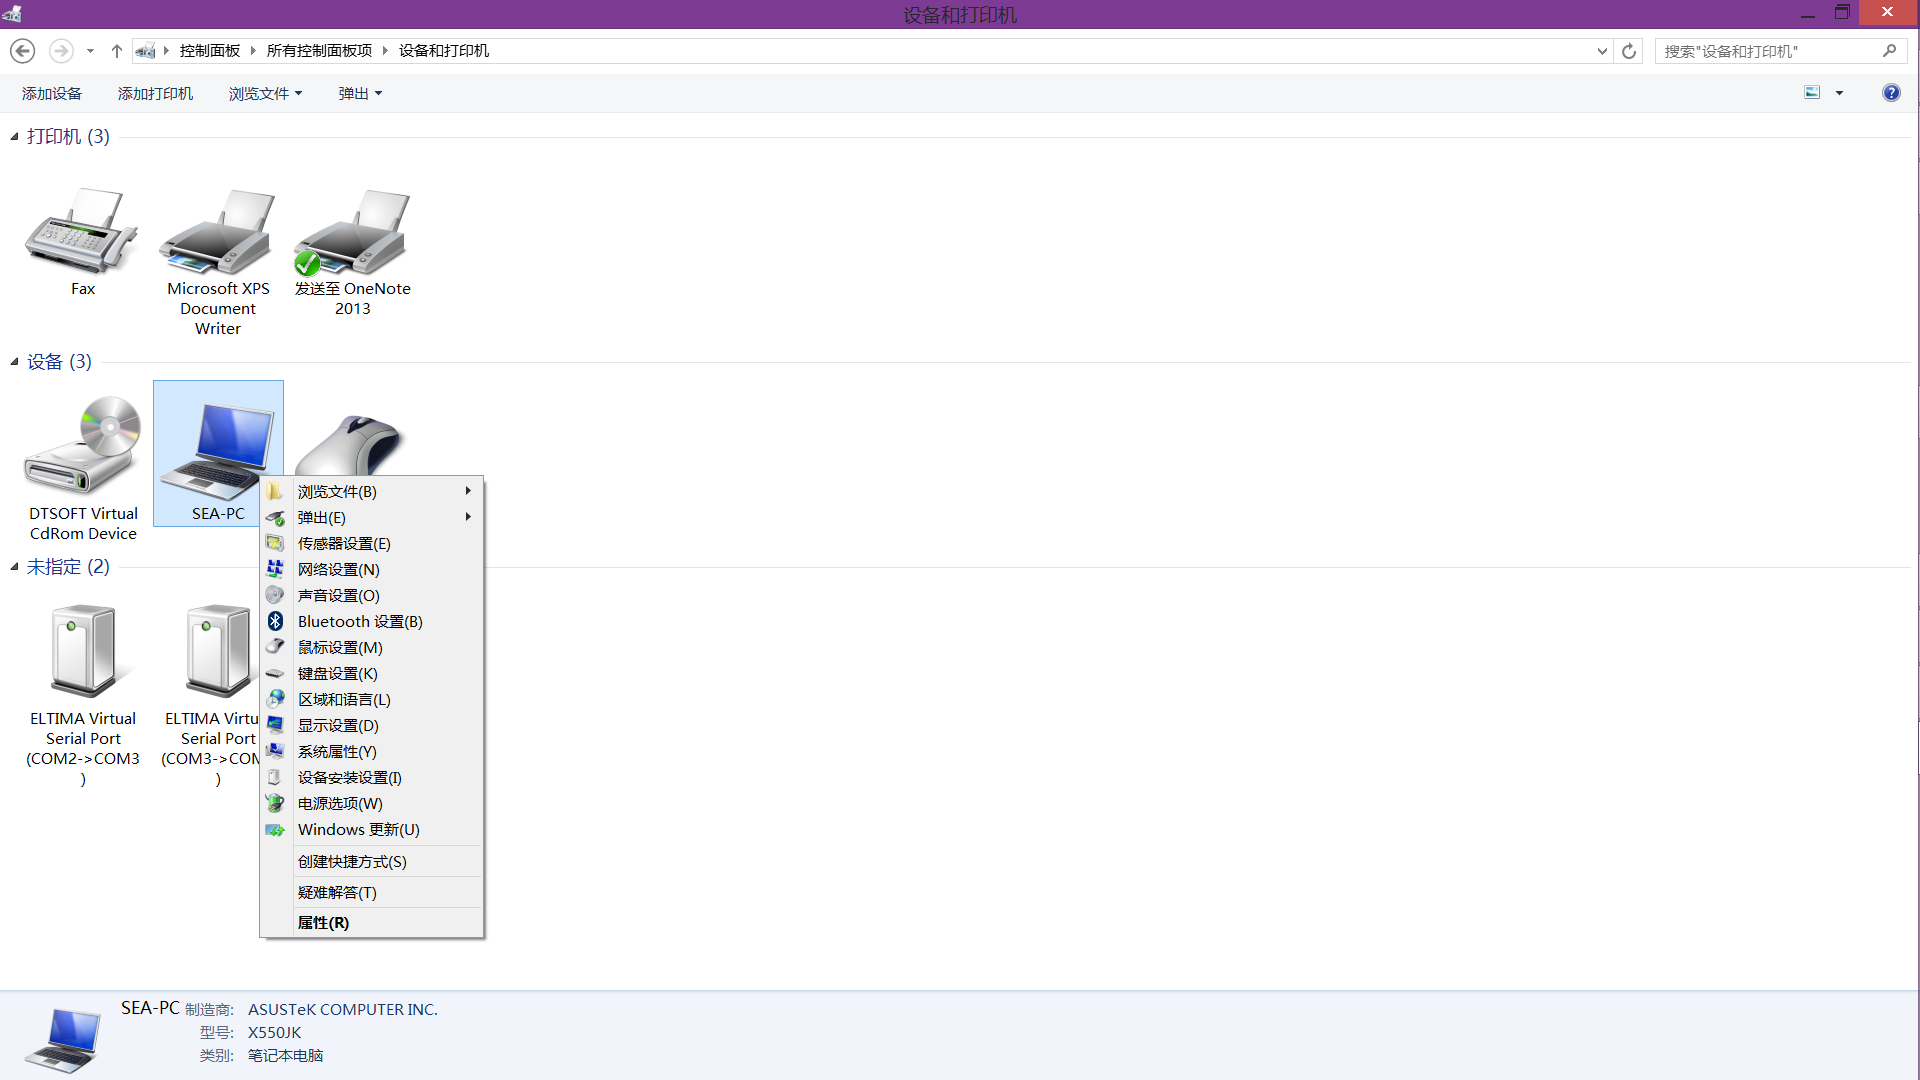 设备和打印机
控制面板 所有控制面板项 设备和打印机
搜索"设备和打印机"
添加设备 添加打印机 浏览文件 弹出
打印机 (3)
Fax
Microsoft XPS
Document
Writer
发送至 OneNote
2013
设备 (3)
DTSOFT Virtual
CdRom Device
SEA-PC
未指定 (2)
ELTIMA Virtual
Serial Port
(COM2->COM3
)
ELTIMA Virtu
Serial Port
(COM3->COM
)
浏览文件(B)
弹出(E)
传感器设置(E)
网络设置(N)
声音设置(O)
Bluetooth 设置(B)
鼠标设置(M)
键盘设置(K)
区域和语言(L)
显示设置(D)
系统属性(Y)
设备安装设置(I)
电源选项(W)
Windows 更新(U)
创建快捷方式(S)
疑难解答(T)
属性(R)
SEA-PC 制造商: ASUSTeK COMPUTER INC.
型号: X550JK
类别: 笔记本电脑